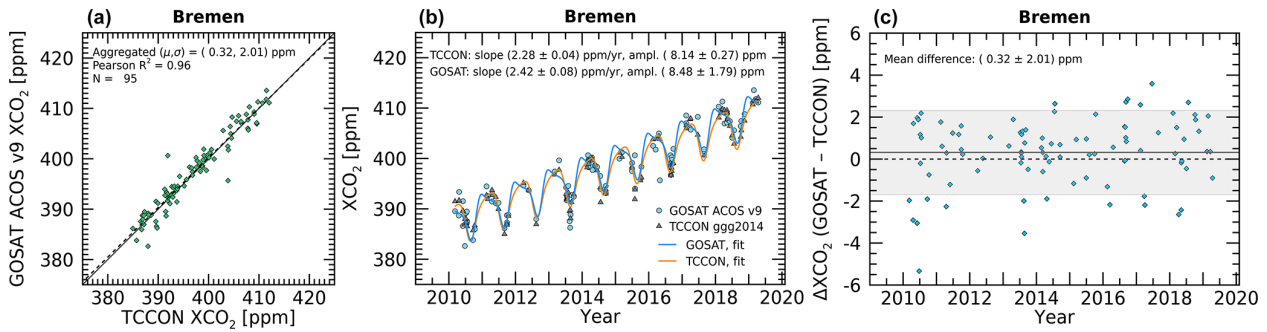 (a) Bremen
GOSAT ACOS v9 XCO2 [ppm]
420
410
400
390
380
Aggregated (μ,σ) = ( 0.32, 2.01) ppm
Pearson R2 = 0.96
N = 95
380 390 400 410 420
TCCON XCO2 [ppm]
(b) Bremen
XCO2 [ppm]
420
400
380
TCCON: slope (2.28 ± 0.04) ppm/yr, ampl. ( 8.14 ± 0.27) ppm
GOSAT: slope (2.42 ± 0.08) ppm/yr, ampl. ( 8.48 ± 1.79) ppm
GOSAT ACOS v9
TCCON ggg2014
GOSAT, fit
TCCON, fit
2010 2012 2014 2016 2018 2020
Year
(c) Bremen
ΔXCO2 (GOSAT − TCCON) [ppm]
6
4
2
0
-2
-4
-6
Mean difference: ( 0.32 ± 2.01) ppm
2010 2012 2014 2016 2018 2020
Year